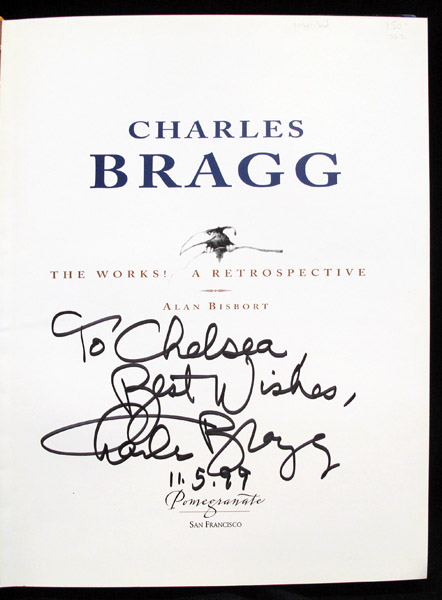 CHARLES
BRAGG
THE WORKS! A RETROSPECTIVE
ALAN BISBORT
To Chelsea,
Best Wishes,
Charles Bragg
11.5.99
Pomegranate
SAN FRANCISCO